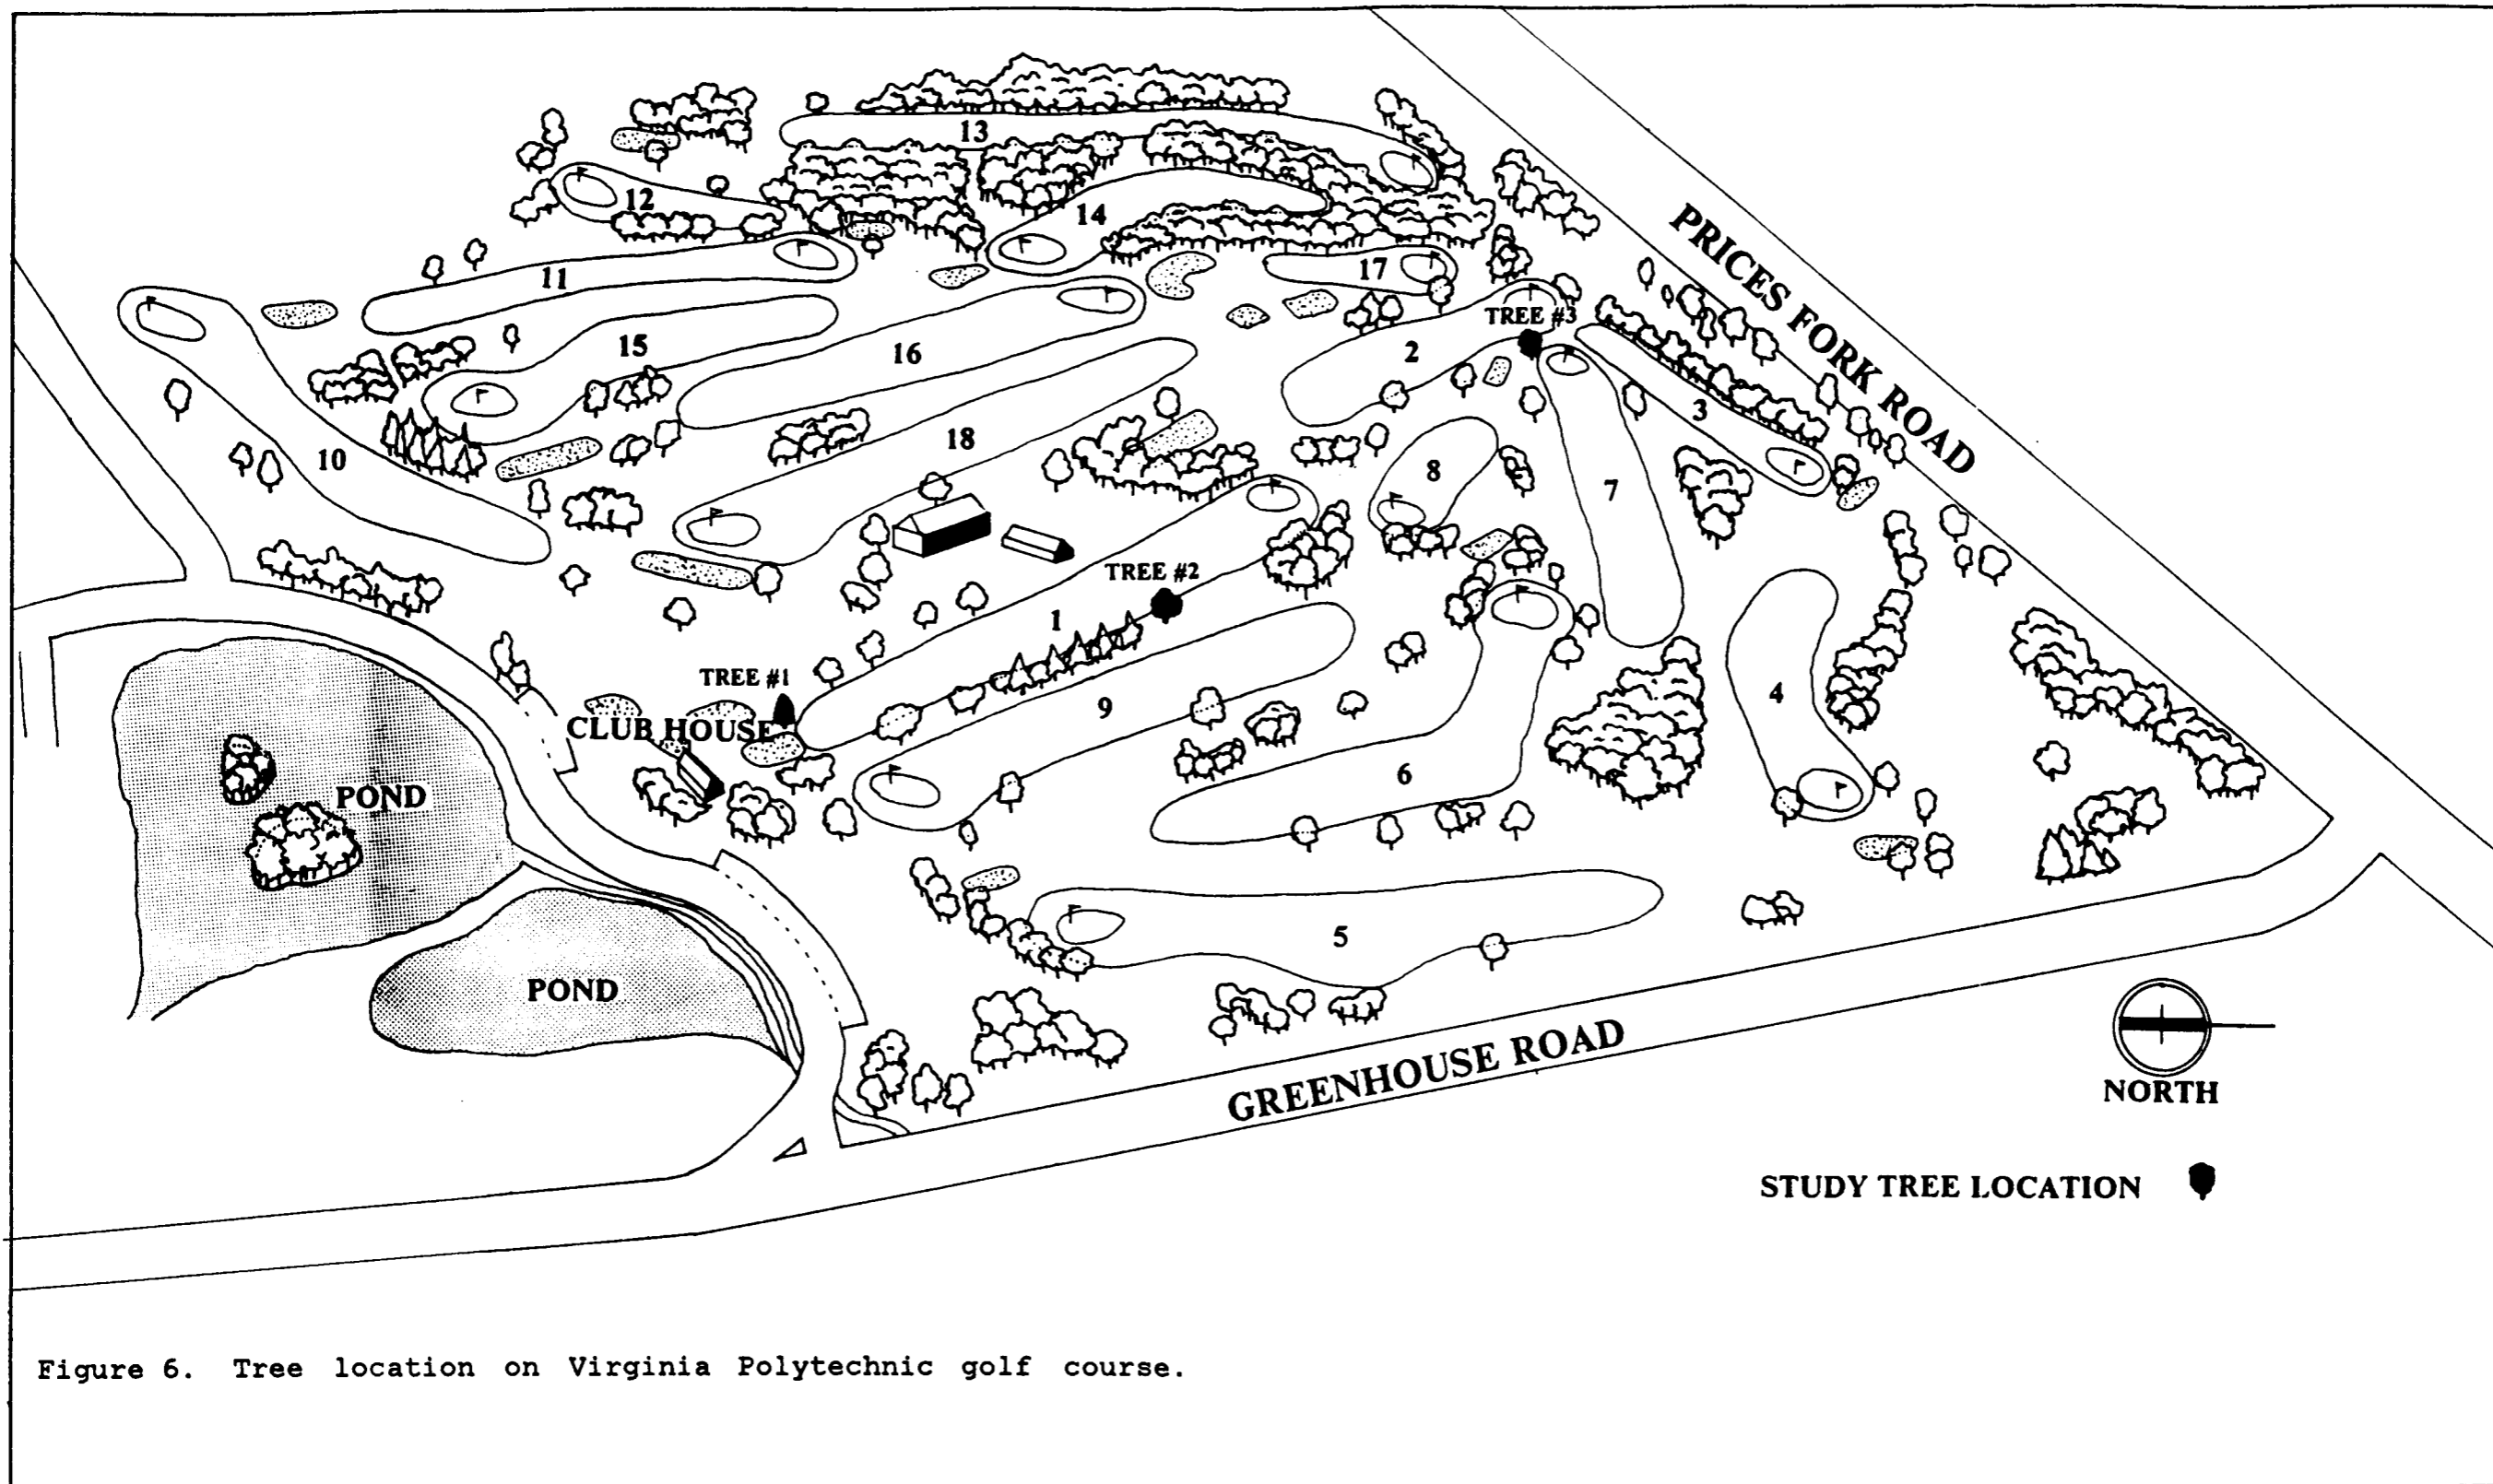 13
12
14
PRICES FORK ROAD
11
17
TREE #3
15
16
2
3
18
10
8
7
TREE #2
1
TREE #1
CLUB HOUSE
9
4
POND
6
5
POND
GREENHOUSE ROAD
NORTH
STUDY TREE LOCATION
Figure 6. Tree location on Virginia Polytechnic golf course.